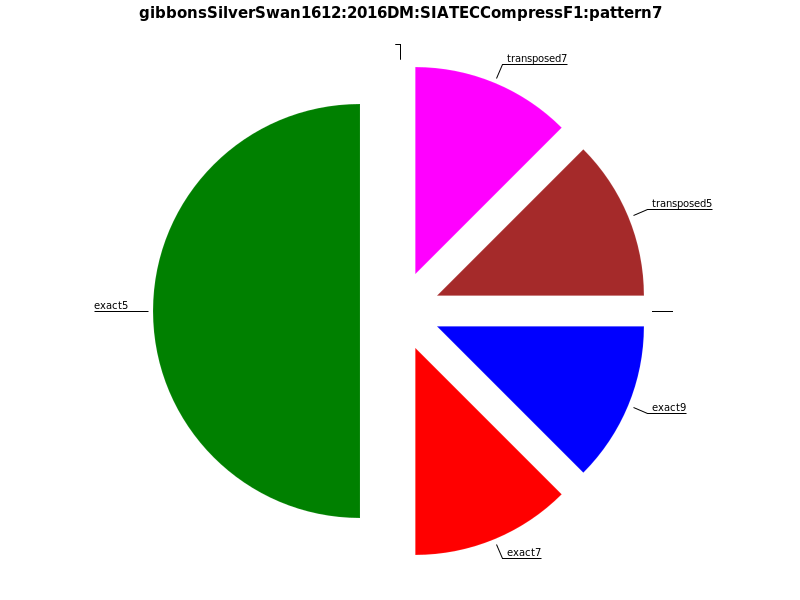 gibbonsSilverSwan1612:2016DM:SIATECCompressF1:pattern7
transposed7
transposed5
exact5
exact9
exact7